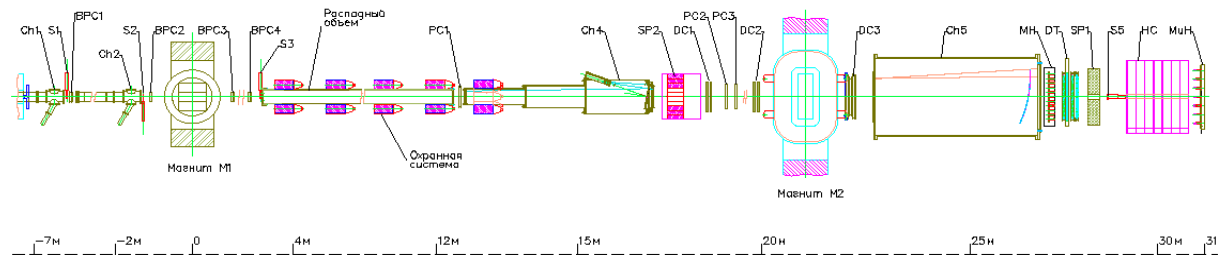 Ch1
S1
BPC1
Ch2
S2
BPC2
BPC3
BPC4
S3
Распадный
объем
PC1
Ch4
SP2
DC1
PC2
PC3
DC2
DC3
Ch5
MH
DT
SP1
S5
HC
MuH
Магнит М1
Охранная
система
Магнит М2
-7м
-2м
0
4м
12м
15м
20м
25м
30м
31